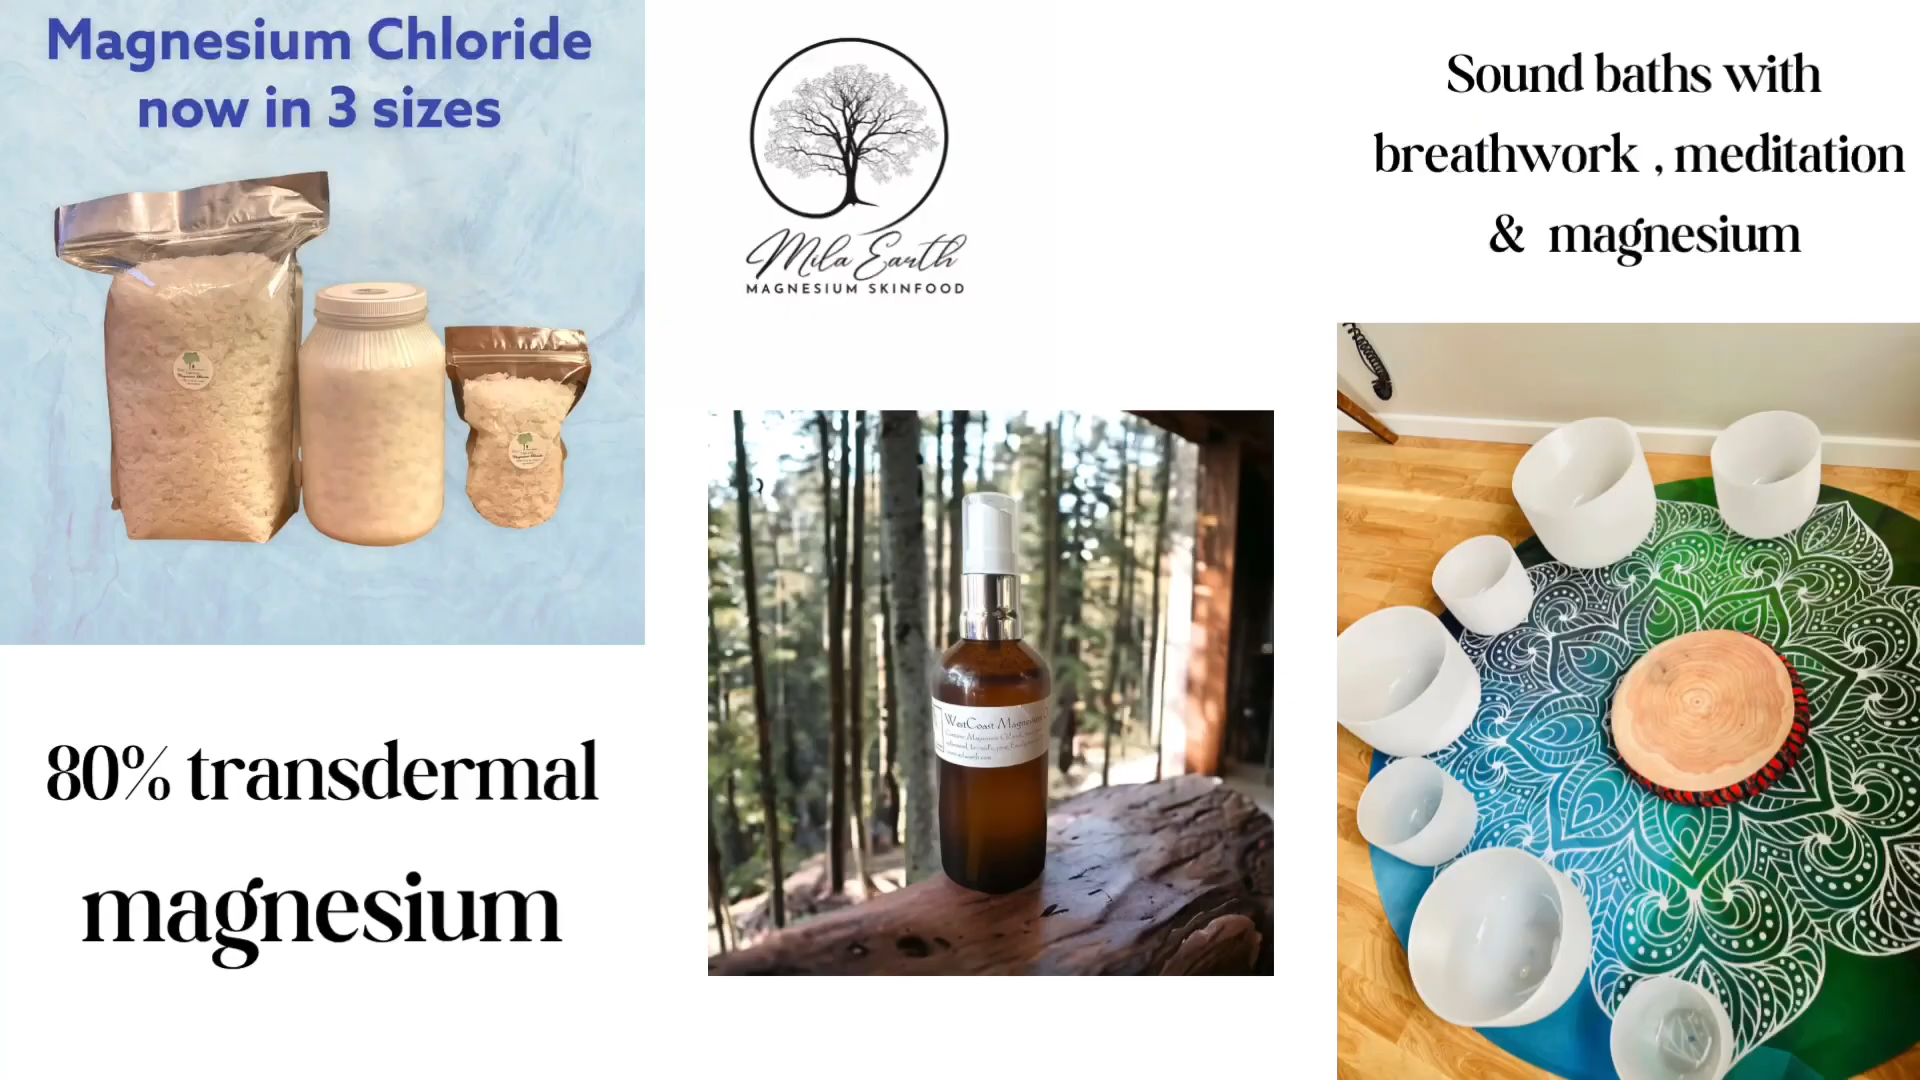 Magnesium Chloride
now in 3 sizes
Mila Earth
MAGNESIUM SKINFOOD
Sound baths with
breathwork , meditation
& magnesium
80% transdermal
magnesium
WestCoast Magnesium